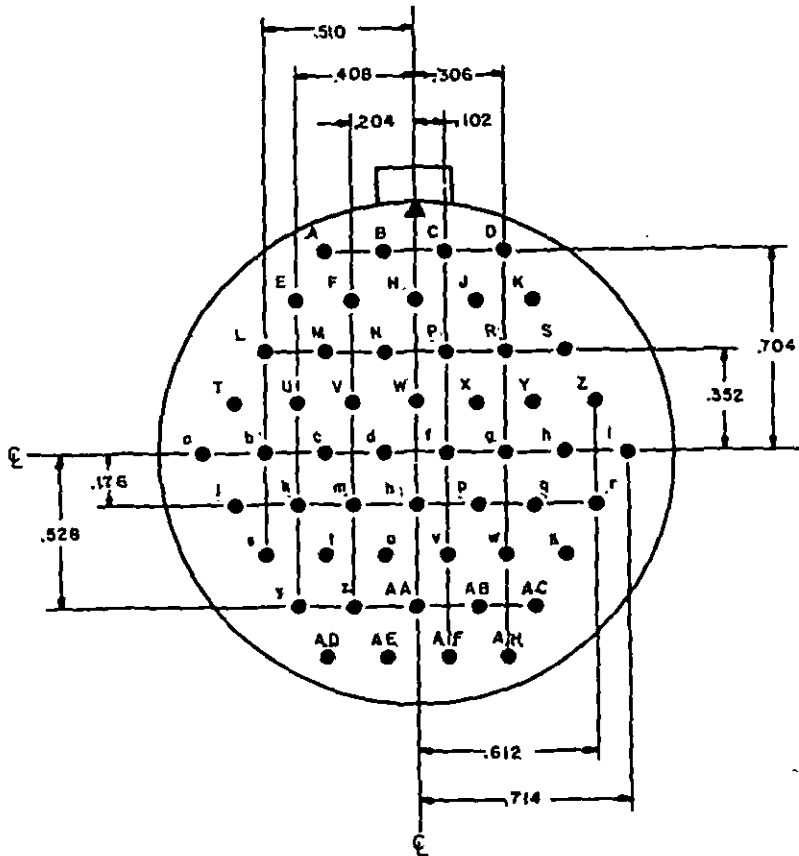 .510
.408 .306
.204 .102
A B C D
E F H J K
L M N P R S
.704
.352
T U V W X Y Z
a b c d f g h i
℄
.176
j k m n p q r
.528
s t v w x
y z AA AB AC
AD AE AF AH
.612
.714
℄